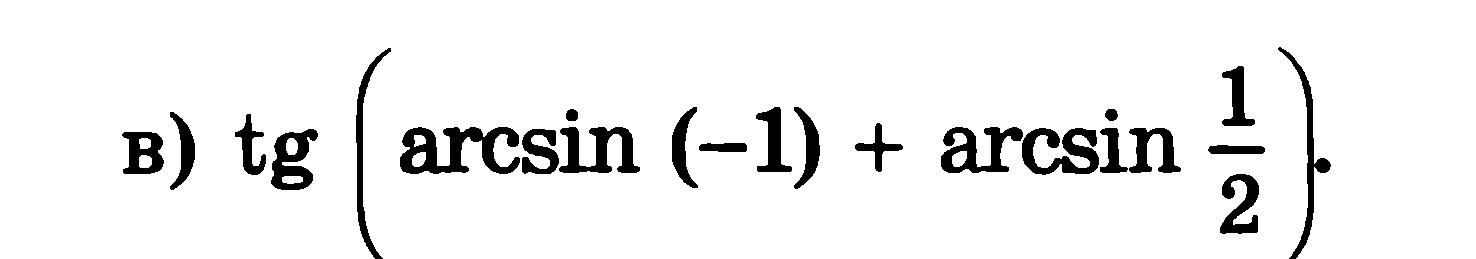 в) tg (arcsin (−1) + arcsin 1/2).